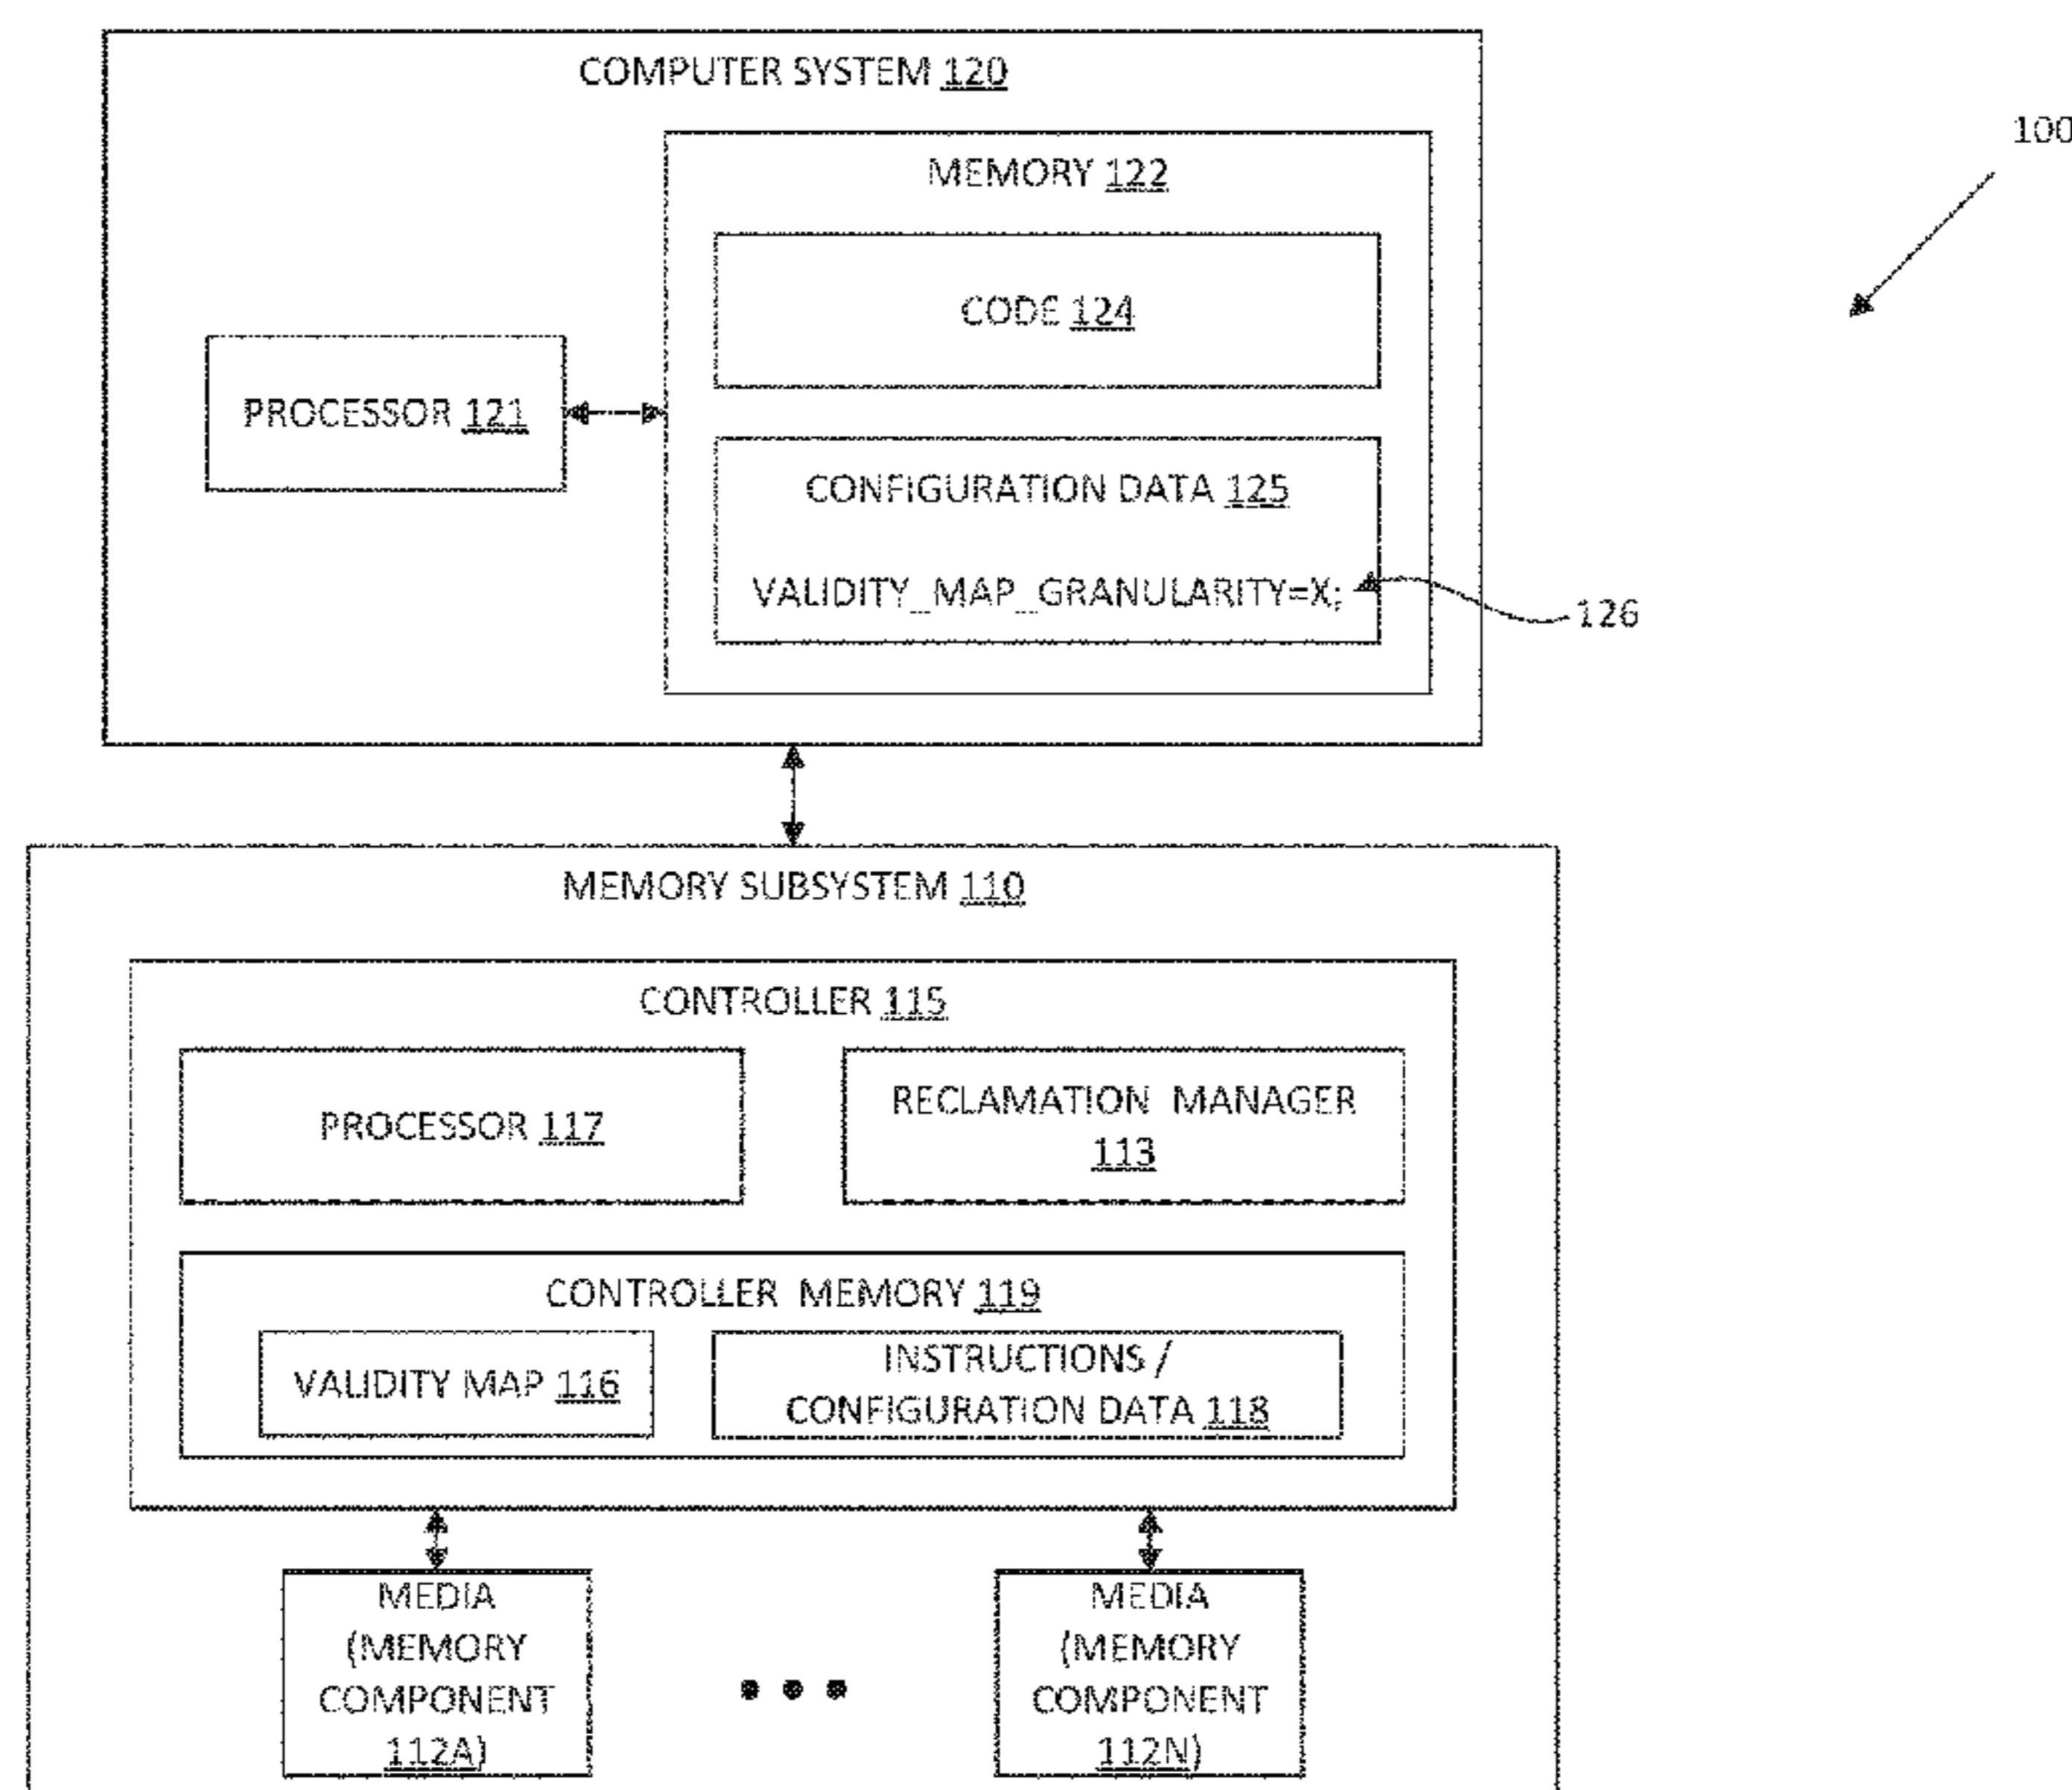 COMPUTER SYSTEM 120
100
MEMORY 122
CODE 124
PROCESSOR 121
CONFIGURATION DATA 125
VALIDITY_MAP_GRANULARITY=X;
126
MEMORY SUBSYSTEM 110
CONTROLLER 115
PROCESSOR 117
RECLAMATION MANAGER
113
CONTROLLER MEMORY 119
VALIDITY MAP 116
INSTRUCTIONS /
CONFIGURATION DATA 118
MEDIA
(MEMORY
COMPONENT
112A)
MEDIA
(MEMORY
COMPONENT
112N)